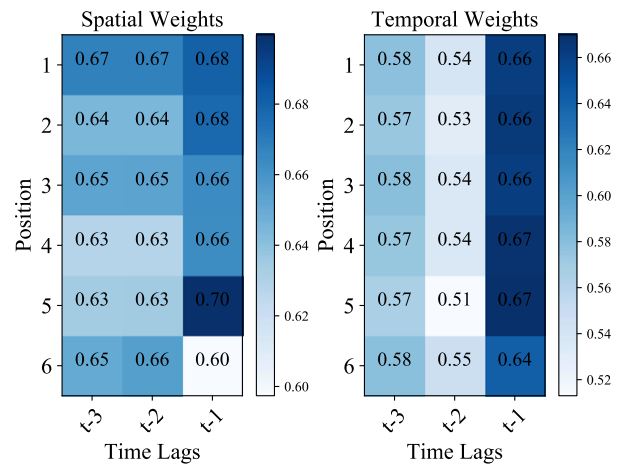 Spatial Weights
Position
1 0.67 0.67 0.68
2 0.64 0.64 0.68
3 0.65 0.65 0.66
4 0.63 0.63 0.66
5 0.63 0.63 0.70
6 0.65 0.66 0.60
t-3 t-2 t-1
Time Lags
0.68
0.66
0.64
0.62
0.60
Temporal Weights
Position
1 0.58 0.54 0.66
2 0.57 0.53 0.66
3 0.58 0.54 0.66
4 0.57 0.54 0.67
5 0.57 0.51 0.67
6 0.58 0.55 0.64
t-3 t-2 t-1
Time Lags
0.66
0.64
0.62
0.60
0.58
0.56
0.54
0.52